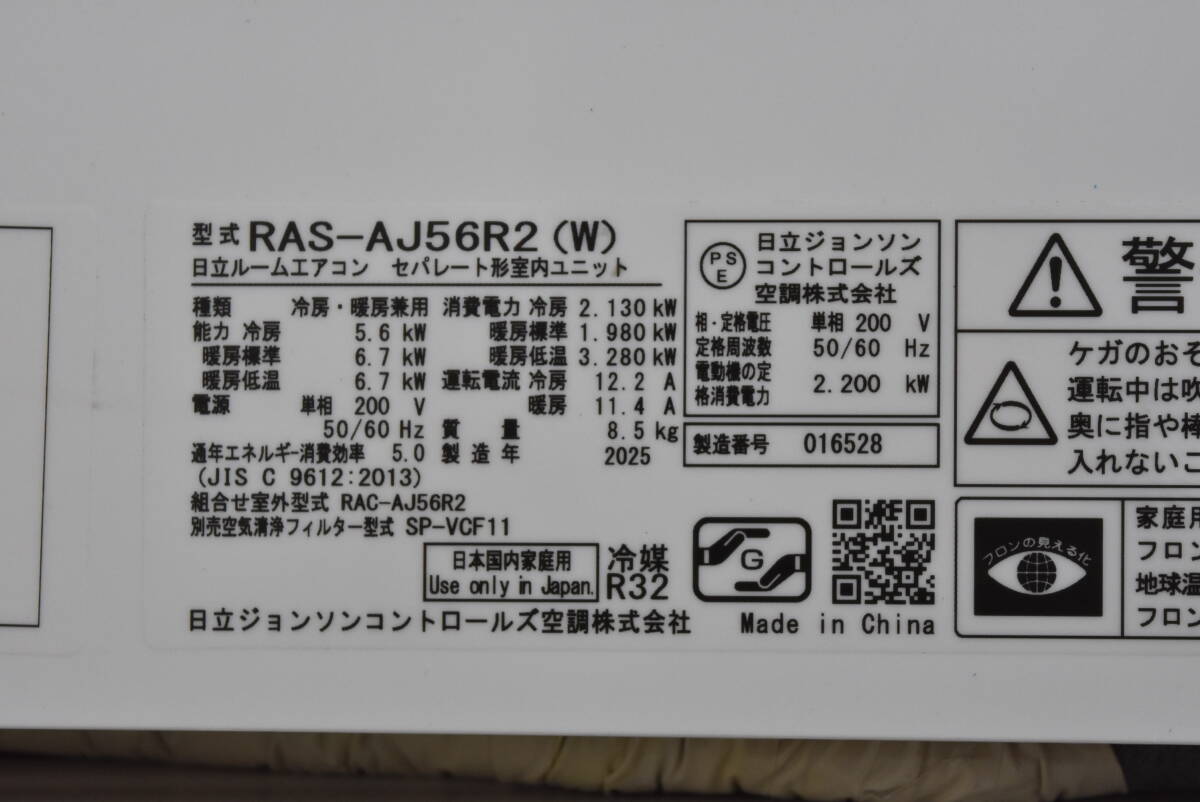 型式 RAS-AJ56R2 (W)
日立ルームエアコン セパレート形室内ユニット
種類 冷房・暖房兼用
能力 冷房 5.6 kW
暖房標準 6.7 kW
暖房低温 6.7 kW
電源 単相 200 V
50/60 Hz
通年エネルギー消費効率 5.0
(JIS C 9612:2013)
消費電力 冷房 2.130 kW
暖房標準 1.980 kW
暖房低温 3.280 kW
運転電流 冷房 12.2 A
暖房 11.4 A
質量 8.5 kg
製造年 2025
組合せ室外型式 RAC-AJ56R2
別売空気清浄フィルター型式 SP-VCF11
日本国内家庭用
Use only in Japan.
冷媒
R32
日立ジョンソンコントロールズ空調株式会社
PS
E
日立ジョンソン
コントロールズ
空調株式会社
相・定格電圧 単相 200 V
定格周波数 50/60 Hz
電動機の定
格消費電力 2.200 kW
製造番号 016528
G
Made in China
警
ケガのおそ
運転中は吹
奥に指や棒
入れないこ
フロンの見える化
家庭用
フロン
地球温
フロン